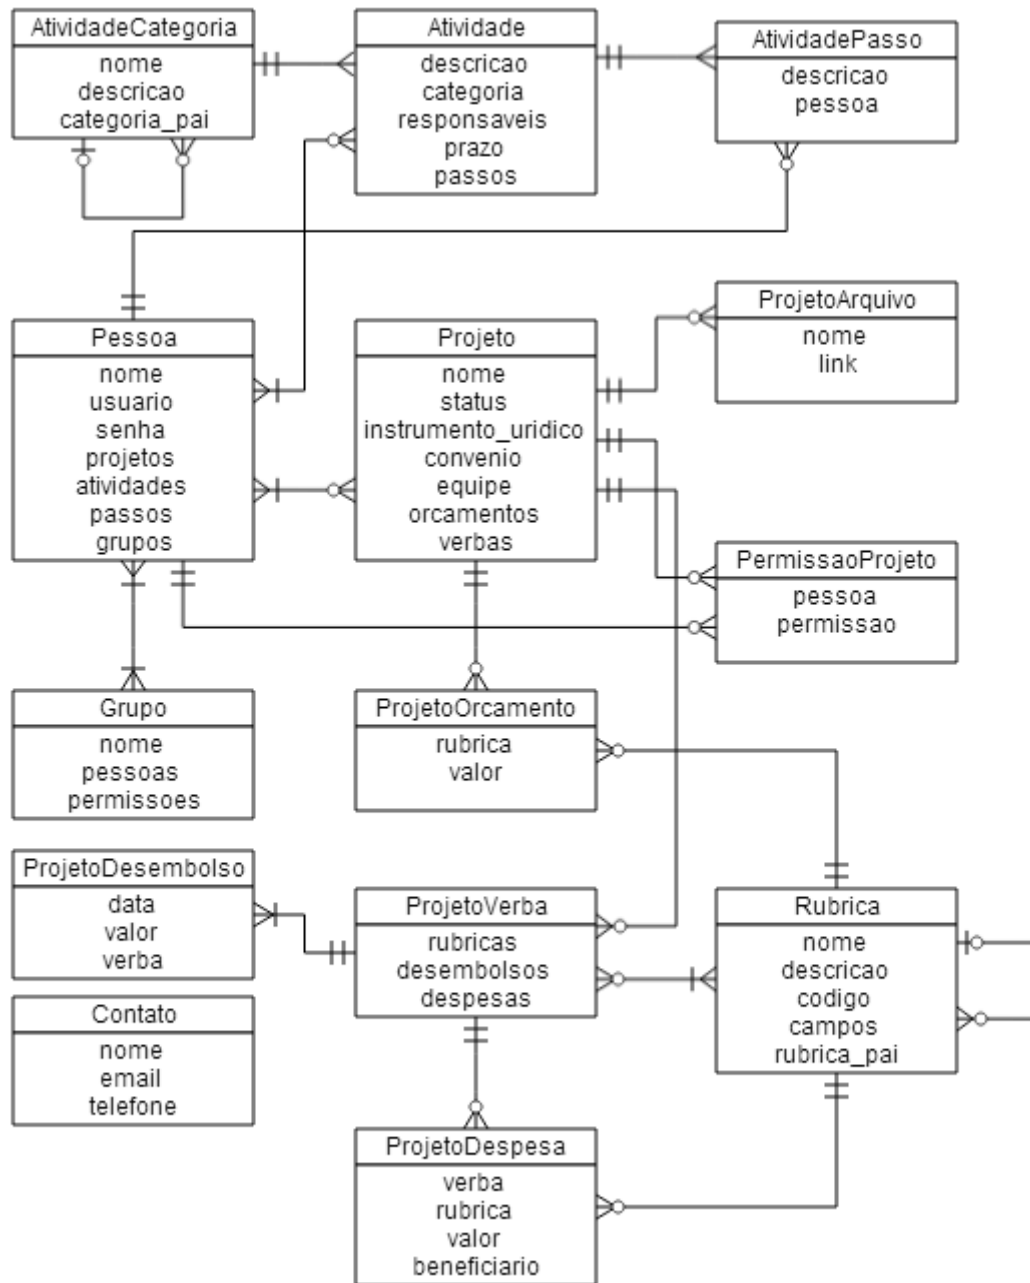 AtividadeCategoria
nome
descricao
categoria_pai
Atividade
descricao
categoria
responsaveis
prazo
passos
AtividadePasso
descricao
pessoa
Pessoa
nome
usuario
senha
projetos
atividades
passos
grupos
Projeto
nome
status
instrumento_uridico
convenio
equipe
orcamentos
verbas
ProjetoArquivo
nome
link
PermissaoProjeto
pessoa
permissao
Grupo
nome
pessoas
permissoes
ProjetoOrcamento
rubrica
valor
ProjetoDesembolso
data
valor
verba
ProjetoVerba
rubricas
desembolsos
despesas
Rubrica
nome
descricao
codigo
campos
rubrica_pai
Contato
nome
email
telefone
ProjetoDespesa
verba
rubrica
valor
beneficiario